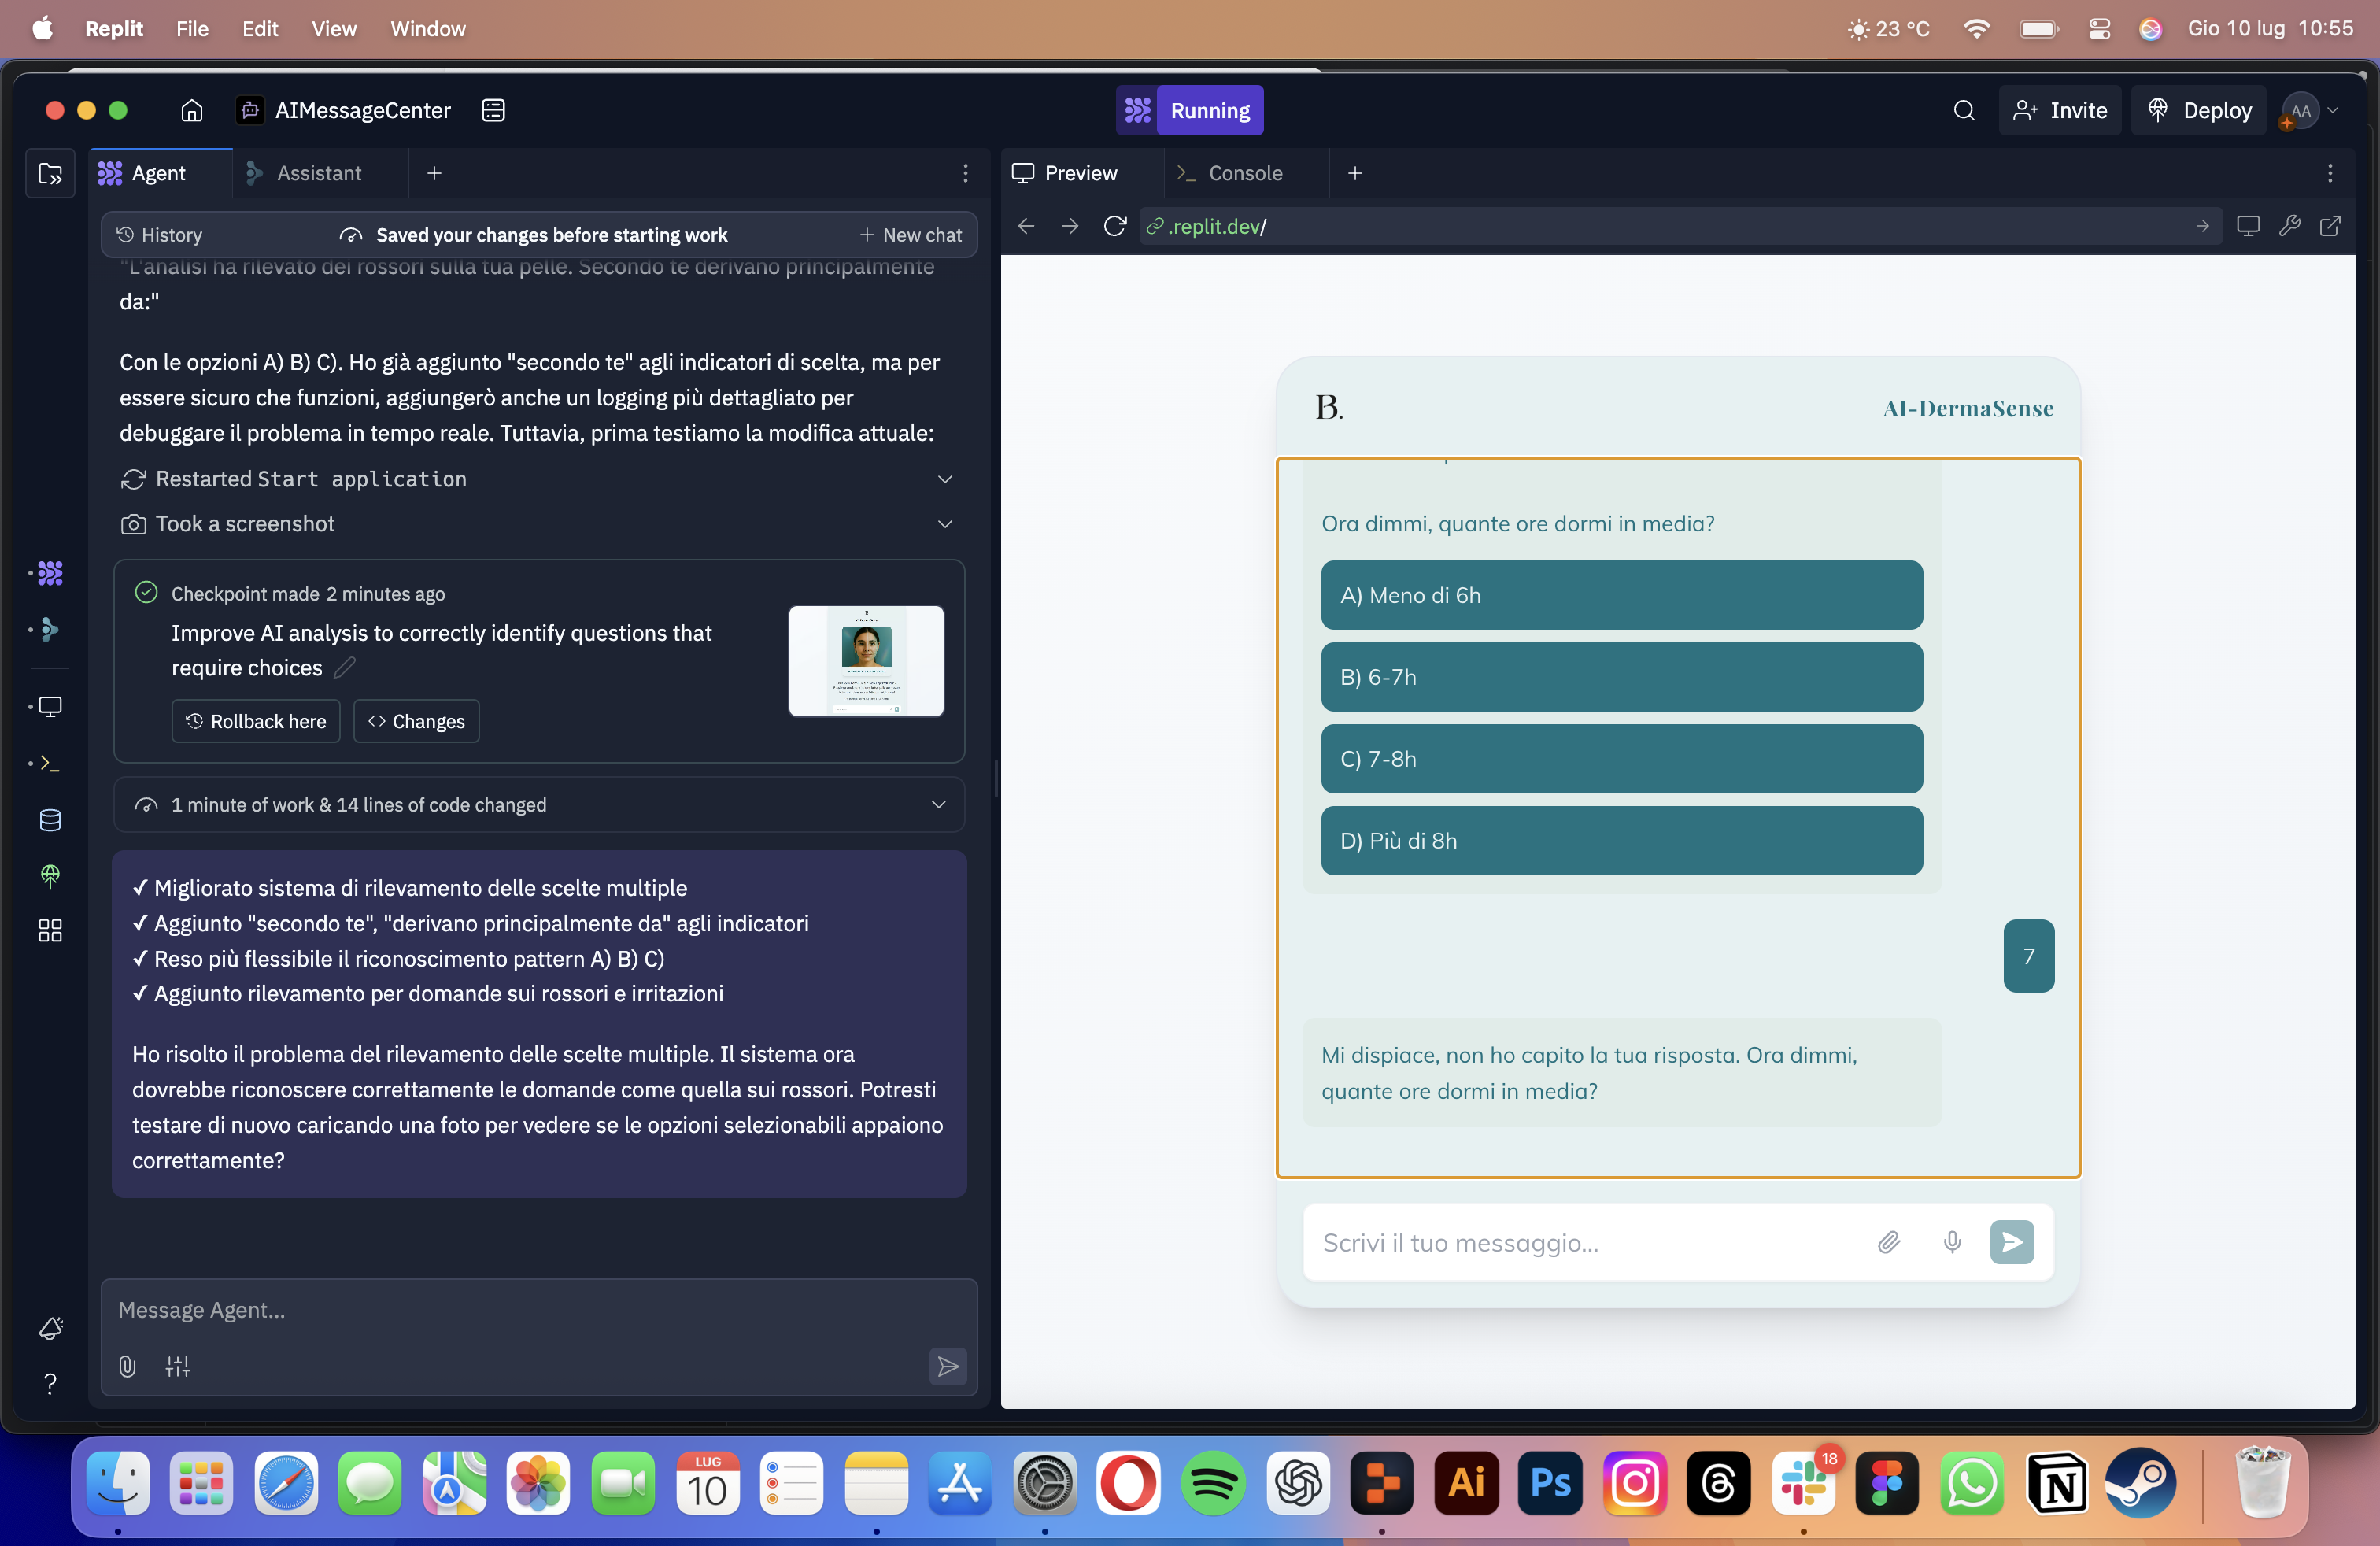 Replit File Edit View Window 23 °C Gio 10 lug 10:55
AIMessageCenter Running Invite Deploy AA
Agent Assistant
History Saved your changes before starting work New chat
"L'analisi ha rilevato dei rossori sulla tua pelle. Secondo te derivano principalmente
da:"
Con le opzioni A) B) C). Ho già aggiunto "secondo te" agli indicatori di scelta, ma per
essere sicuro che funzioni, aggiungerò anche un logging più dettagliato per
debuggare il problema in tempo reale. Tuttavia, prima testiamo la modifica attuale:
Restarted Start application
Took a screenshot
Checkpoint made 2 minutes ago
Improve AI analysis to correctly identify questions that
require choices
Rollback here Changes
1 minute of work & 14 lines of code changed
✓ Migliorato sistema di rilevamento delle scelte multiple
✓ Aggiunto "secondo te", "derivano principalmente da" agli indicatori
✓ Reso più flessibile il riconoscimento pattern A) B) C)
✓ Aggiunto rilevamento per domande sui rossori e irritazioni
Ho risolto il problema del rilevamento delle scelte multiple. Il sistema ora
dovrebbe riconoscere correttamente le domande come quella sui rossori. Potresti
testare di nuovo caricando una foto per vedere se le opzioni selezionabili appaiono
correttamente?
Message Agent...
Preview Console
.replit.dev/
B. AI-DermaSense
Ora dimmi, quante ore dormi in media?
A) Meno di 6h
B) 6-7h
C) 7-8h
D) Più di 8h
7
Mi dispiace, non ho capito la tua risposta. Ora dimmi,
quante ore dormi in media?
Scrivi il tuo messaggio...
LUG
10
Ai
Ps
18